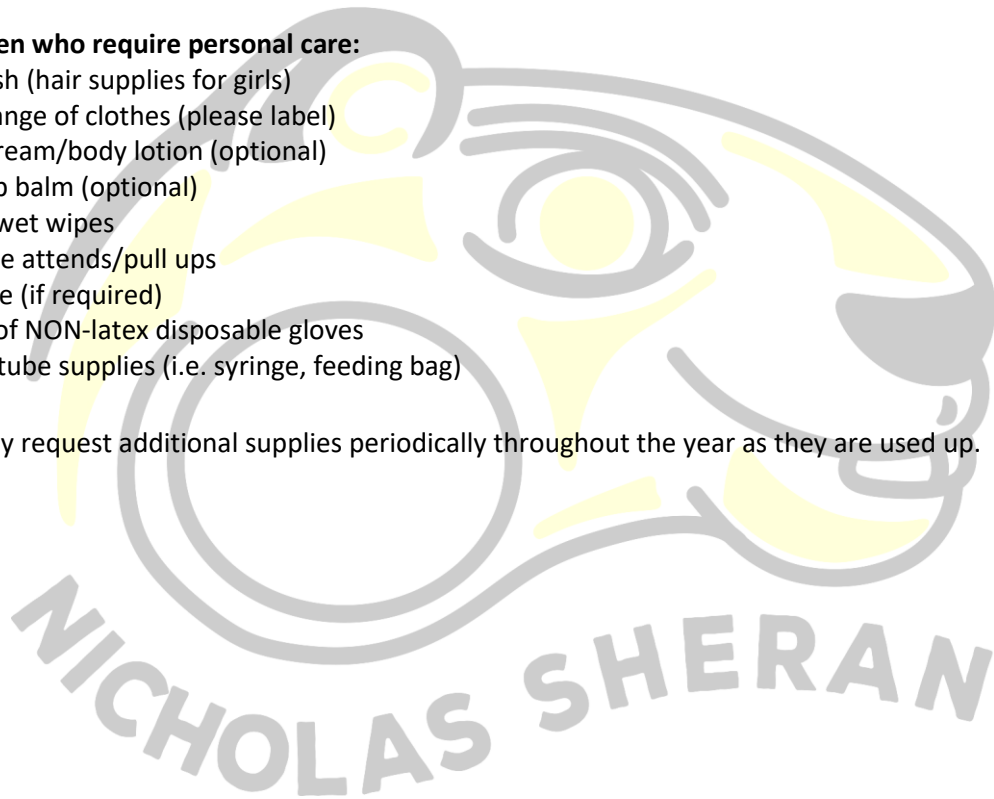 en who require personal care:
sh (hair supplies for girls)
ange of clothes (please label)
ream/body lotion (optional)
p balm (optional)
wet wipes
e attends/pull ups
e (if required)
of NON-latex disposable gloves
tube supplies (i.e. syringe, feeding bag)
y request additional supplies periodically throughout the year as they are used up.
NICHOLAS SHERAN